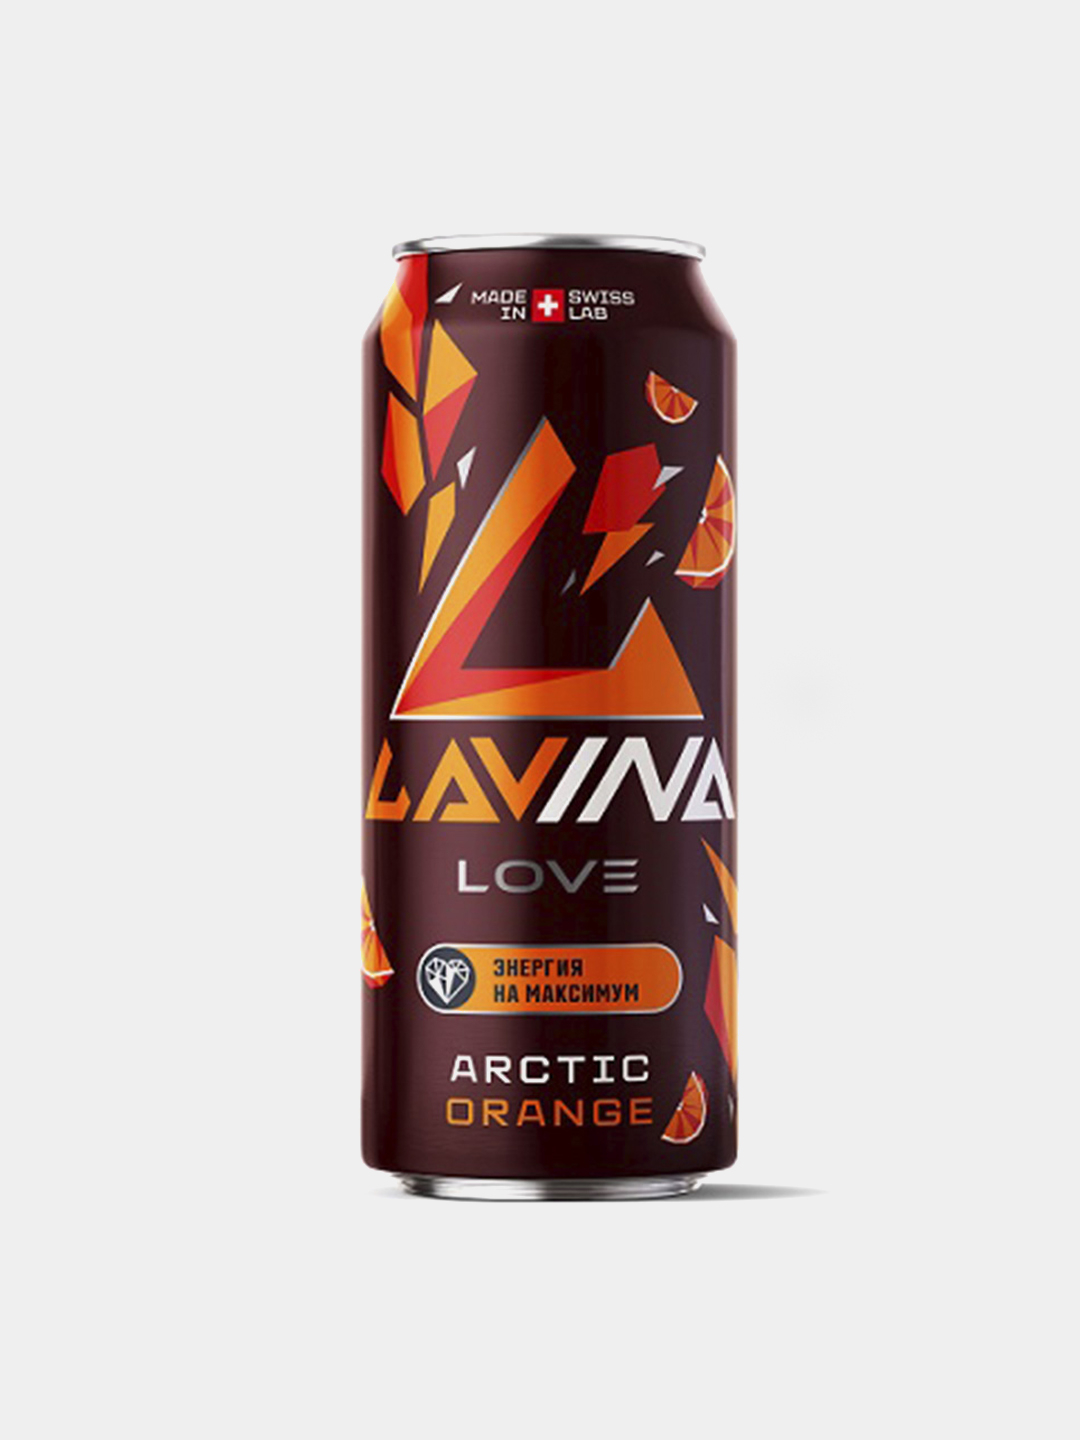 MADE IN SWISS LAB
LAVINA
LOVE
ЭНЕРГИЯ
НА МАКСИМУМ
ARCTIC
ORANGE